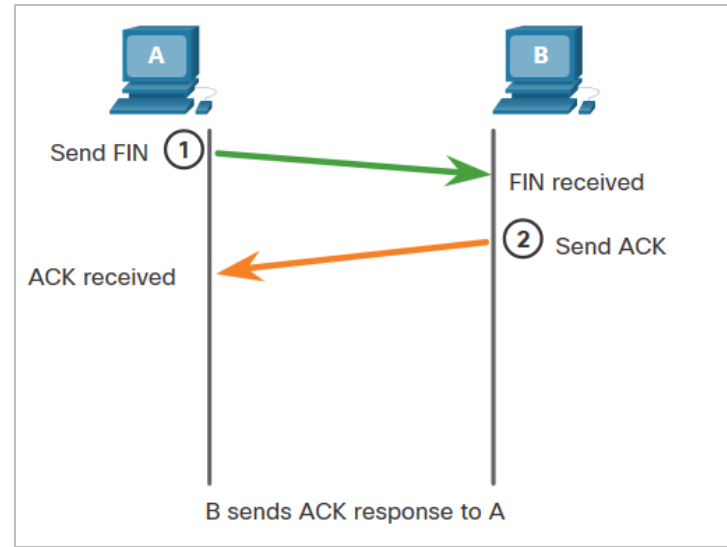 A
B
Send FIN 1
FIN received
2 Send ACK
ACK received
B sends ACK response to A